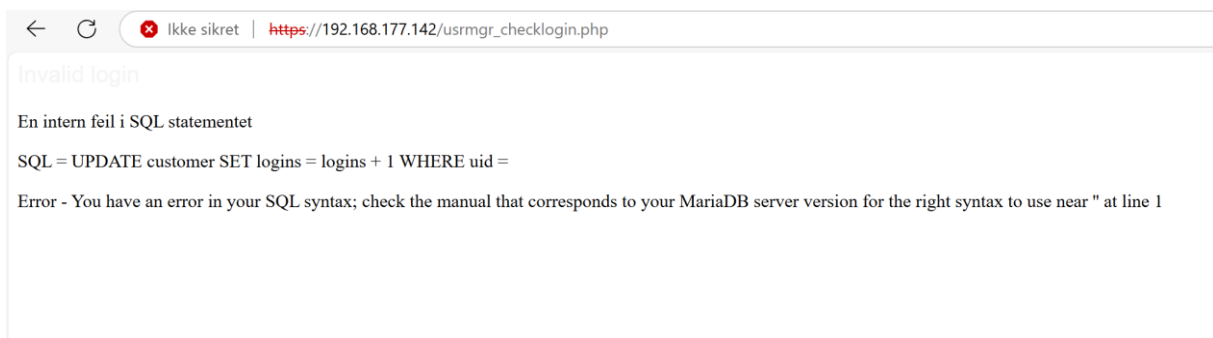 Ikke sikret | https://192.168.177.142/usrmgr_checklogin.php
Invalid login
En intern feil i SQL statementet
SQL = UPDATE customer SET logins = logins + 1 WHERE uid =
Error - You have an error in your SQL syntax; check the manual that corresponds to your MariaDB server version for the right syntax to use near '' at line 1